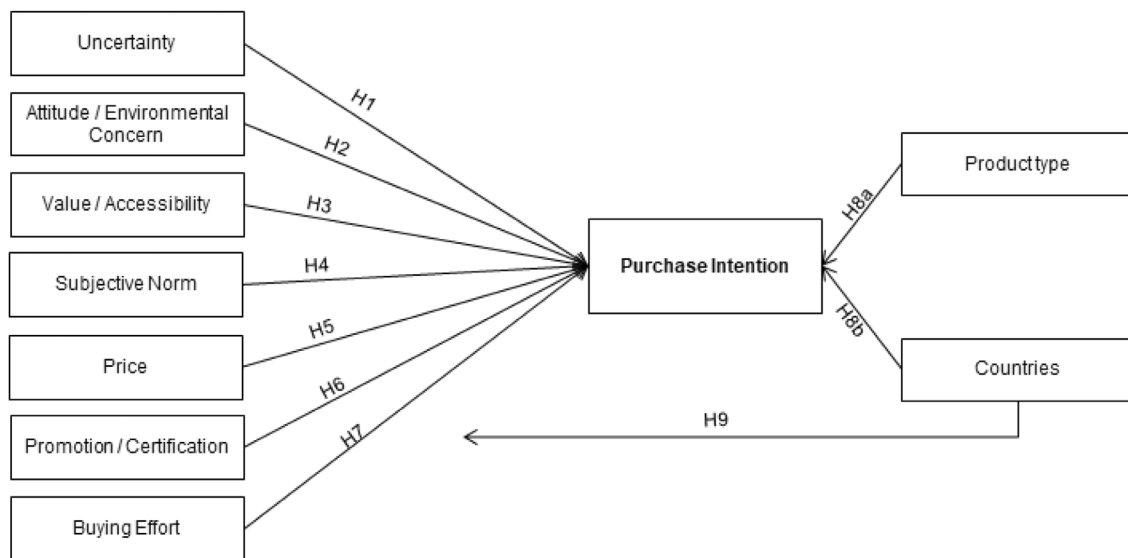 Uncertainty
Attitude / Environmental
Concern
Value / Accessibility
Subjective Norm
Price
Promotion / Certification
Buying Effort
H1
H2
H3
H4
H5
H6
H7
Purchase Intention
H8a
H8b
Product type
Countries
H9